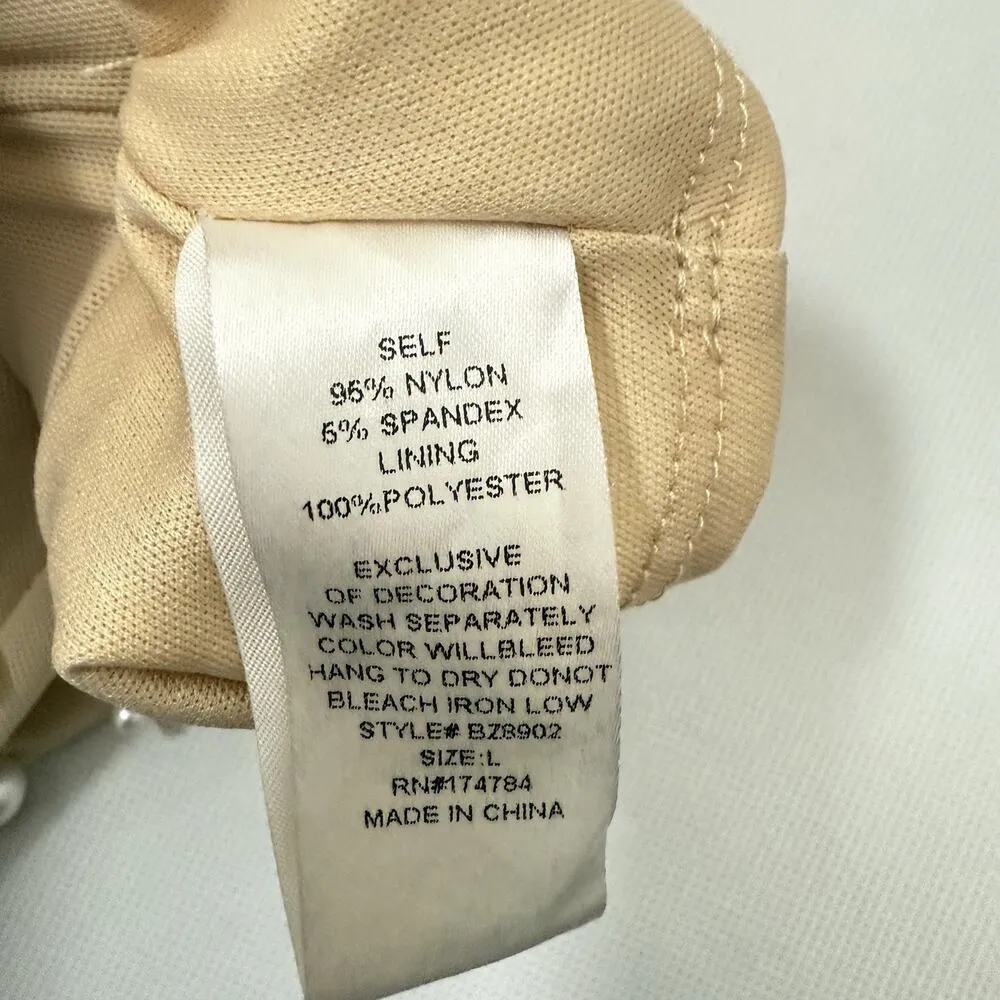 SELF
95% NYLON
5% SPANDEX
LINING
100%POLYESTER
EXCLUSIVE
OF DECORATION
WASH SEPARATELY
COLOR WILLBLEED
HANG TO DRY DONOT
BLEACH IRON LOW
STYLE# BZ8902
SIZE:L
RN#174784
MADE IN CHINA